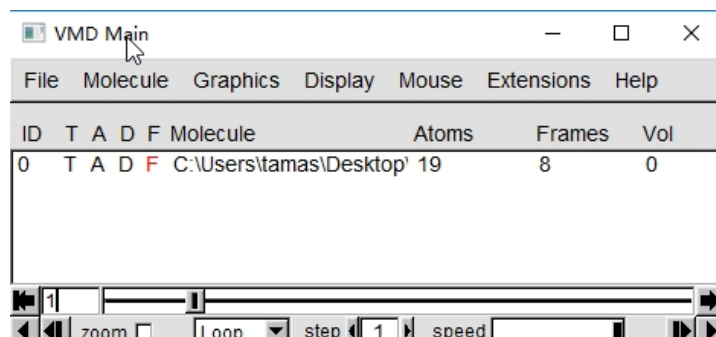 VMD Main
File Molecule Graphics Display Mouse Extensions Help
ID T A D F Molecule Atoms Frames Vol
0 T A D F C:\Users\tamas\Desktop\ 19 8 0
1
zoom Loop step 1 speed